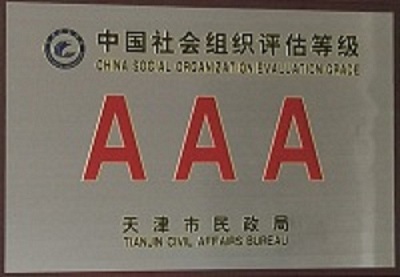 中国社会组织评估等级
CHINA SOCIAL ORGANIZATION EVALUATION GRADE
AAA
天津市民政局
TIANJIN CIVIL AFFAIRS BUREAU